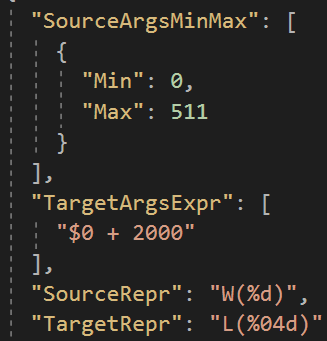 "SourceArgsMinMax": [
{
"Min": 0,
"Max": 511
}
],
"TargetArgsExpr": [
"$0 + 2000"
],
"SourceRepr": "W(%d)",
"TargetRepr": "L(%04d)"